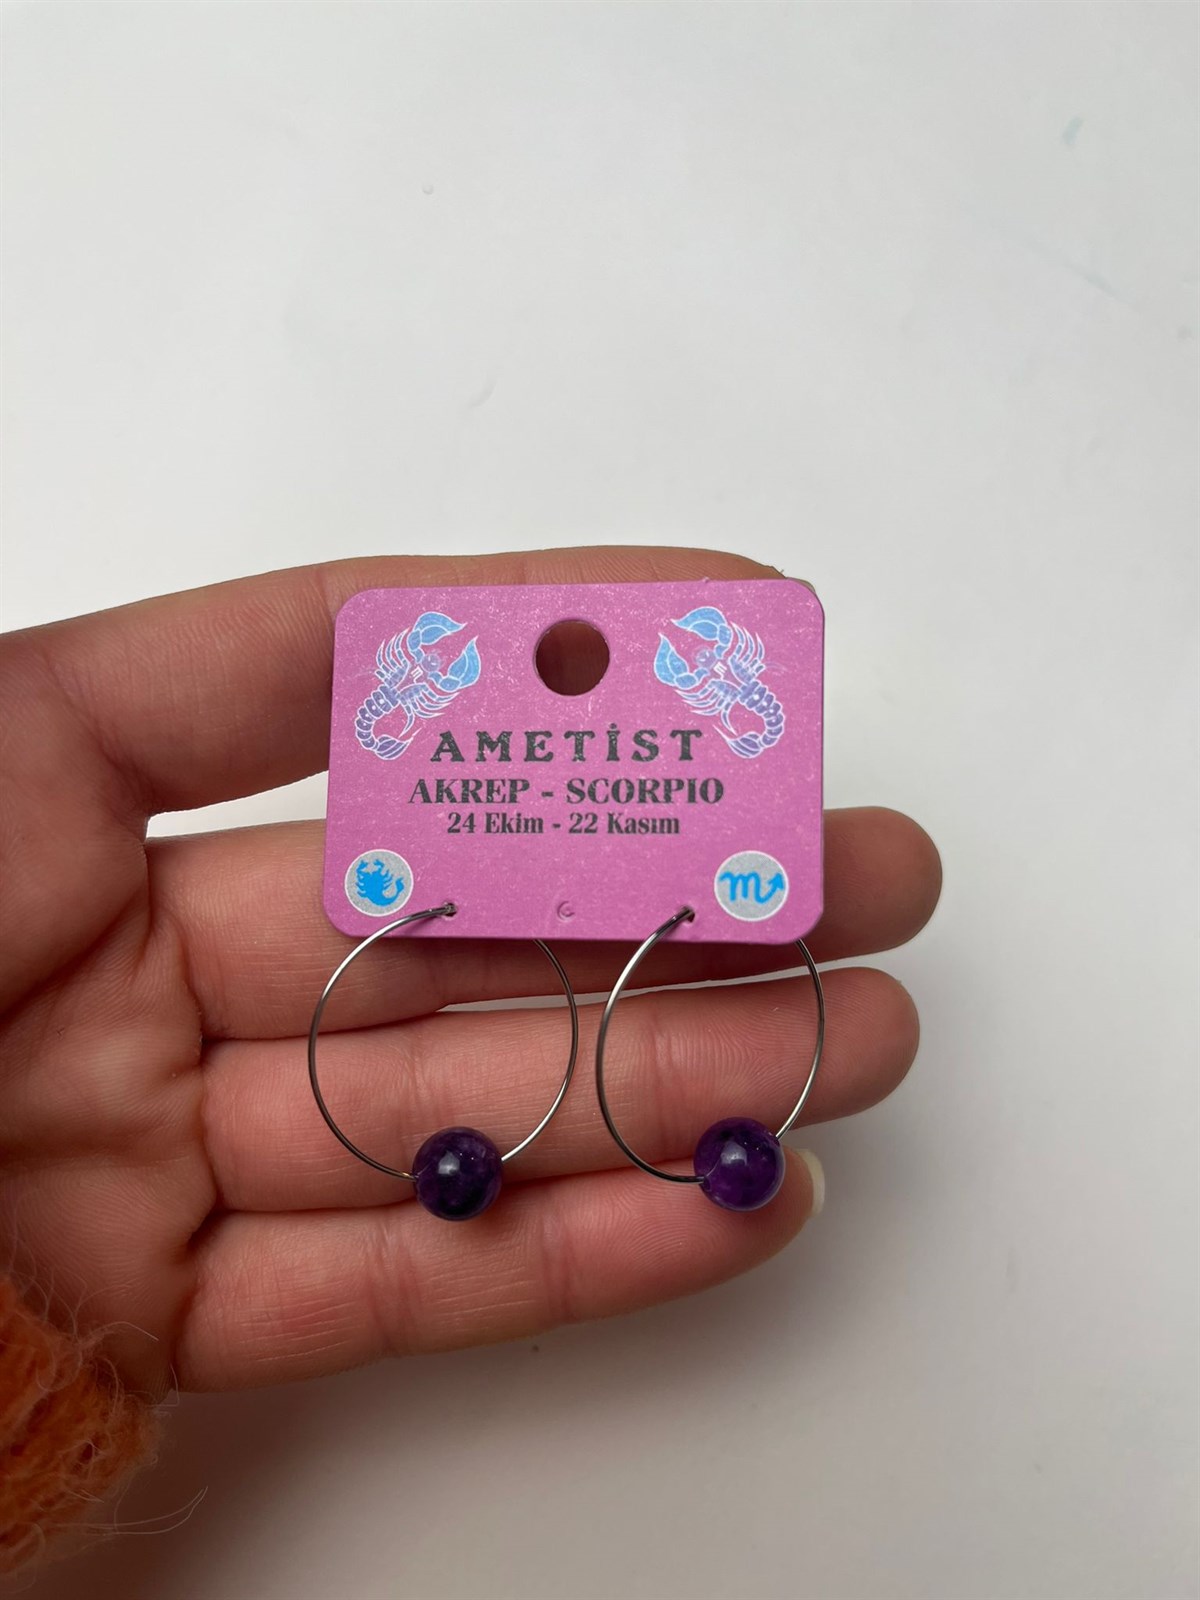 AMETİST
AKREP - SCORPIO
24 Ekim - 22 Kasım